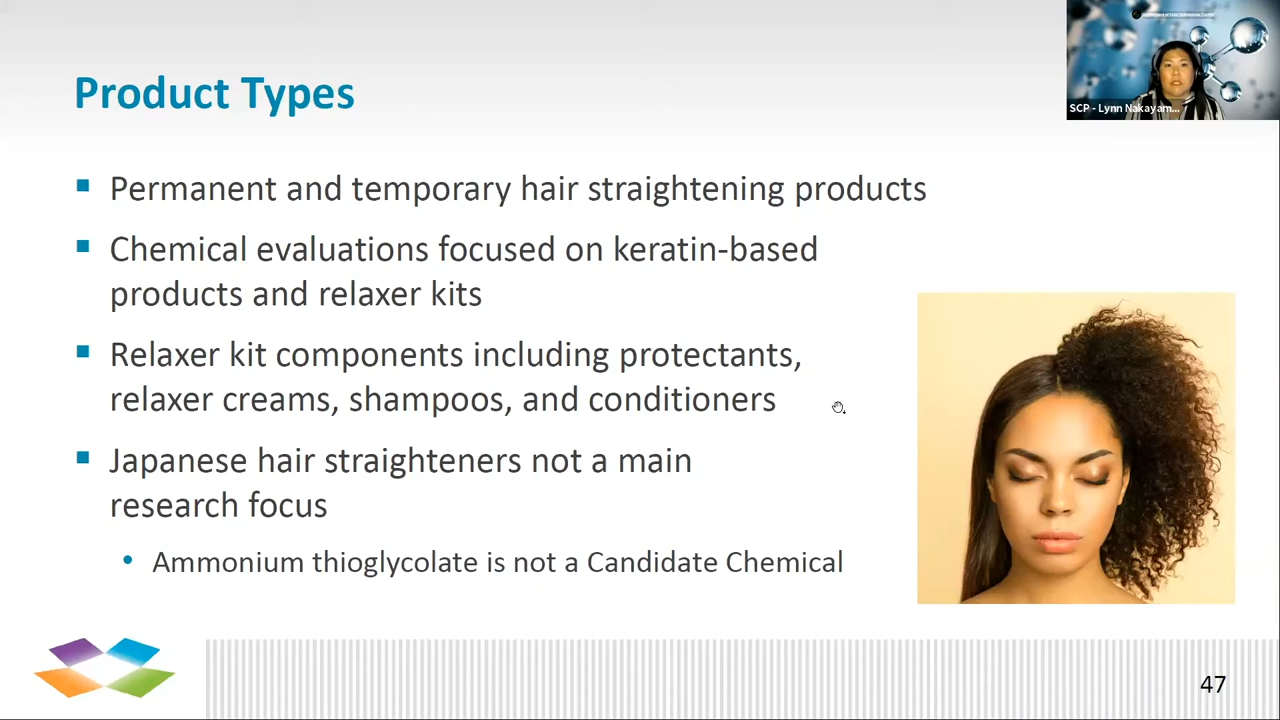 Product Types
SCP - Lynn Nakayam...
Permanent and temporary hair straightening products
Chemical evaluations focused on keratin-based
products and relaxer kits
Relaxer kit components including protectants,
relaxer creams, shampoos, and conditioners
Japanese hair straighteners not a main
research focus
Ammonium thioglycolate is not a Candidate Chemical
47